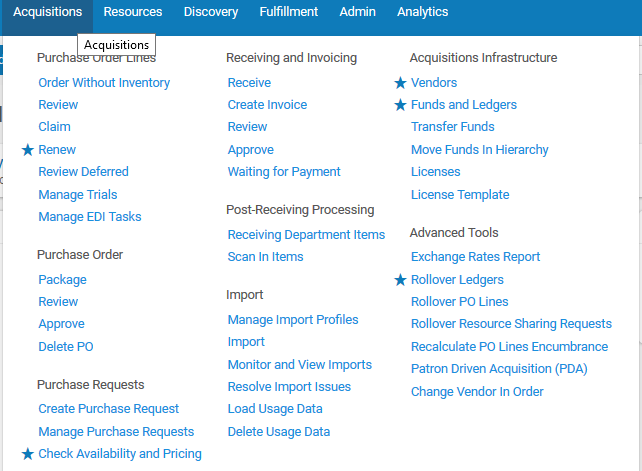 Acquisitions Resources Discovery Fulfillment Admin Analytics
Acquisitions
Purchase Order Lines
Order Without Inventory
Review
Claim
Renew
Review Deferred
Manage Trials
Manage EDI Tasks
Purchase Order
Package
Review
Approve
Delete PO
Purchase Requests
Create Purchase Request
Manage Purchase Requests
Check Availability and Pricing
Receiving and Invoicing
Receive
Create Invoice
Review
Approve
Waiting for Payment
Post-Receiving Processing
Receiving Department Items
Scan In Items
Import
Manage Import Profiles
Import
Monitor and View Imports
Resolve Import Issues
Load Usage Data
Delete Usage Data
Acquisitions Infrastructure
Vendors
Funds and Ledgers
Transfer Funds
Move Funds In Hierarchy
Licenses
License Template
Advanced Tools
Exchange Rates Report
Rollover Ledgers
Rollover PO Lines
Rollover Resource Sharing Requests
Recalculate PO Lines Encumbrance
Patron Driven Acquisition (PDA)
Change Vendor In Order